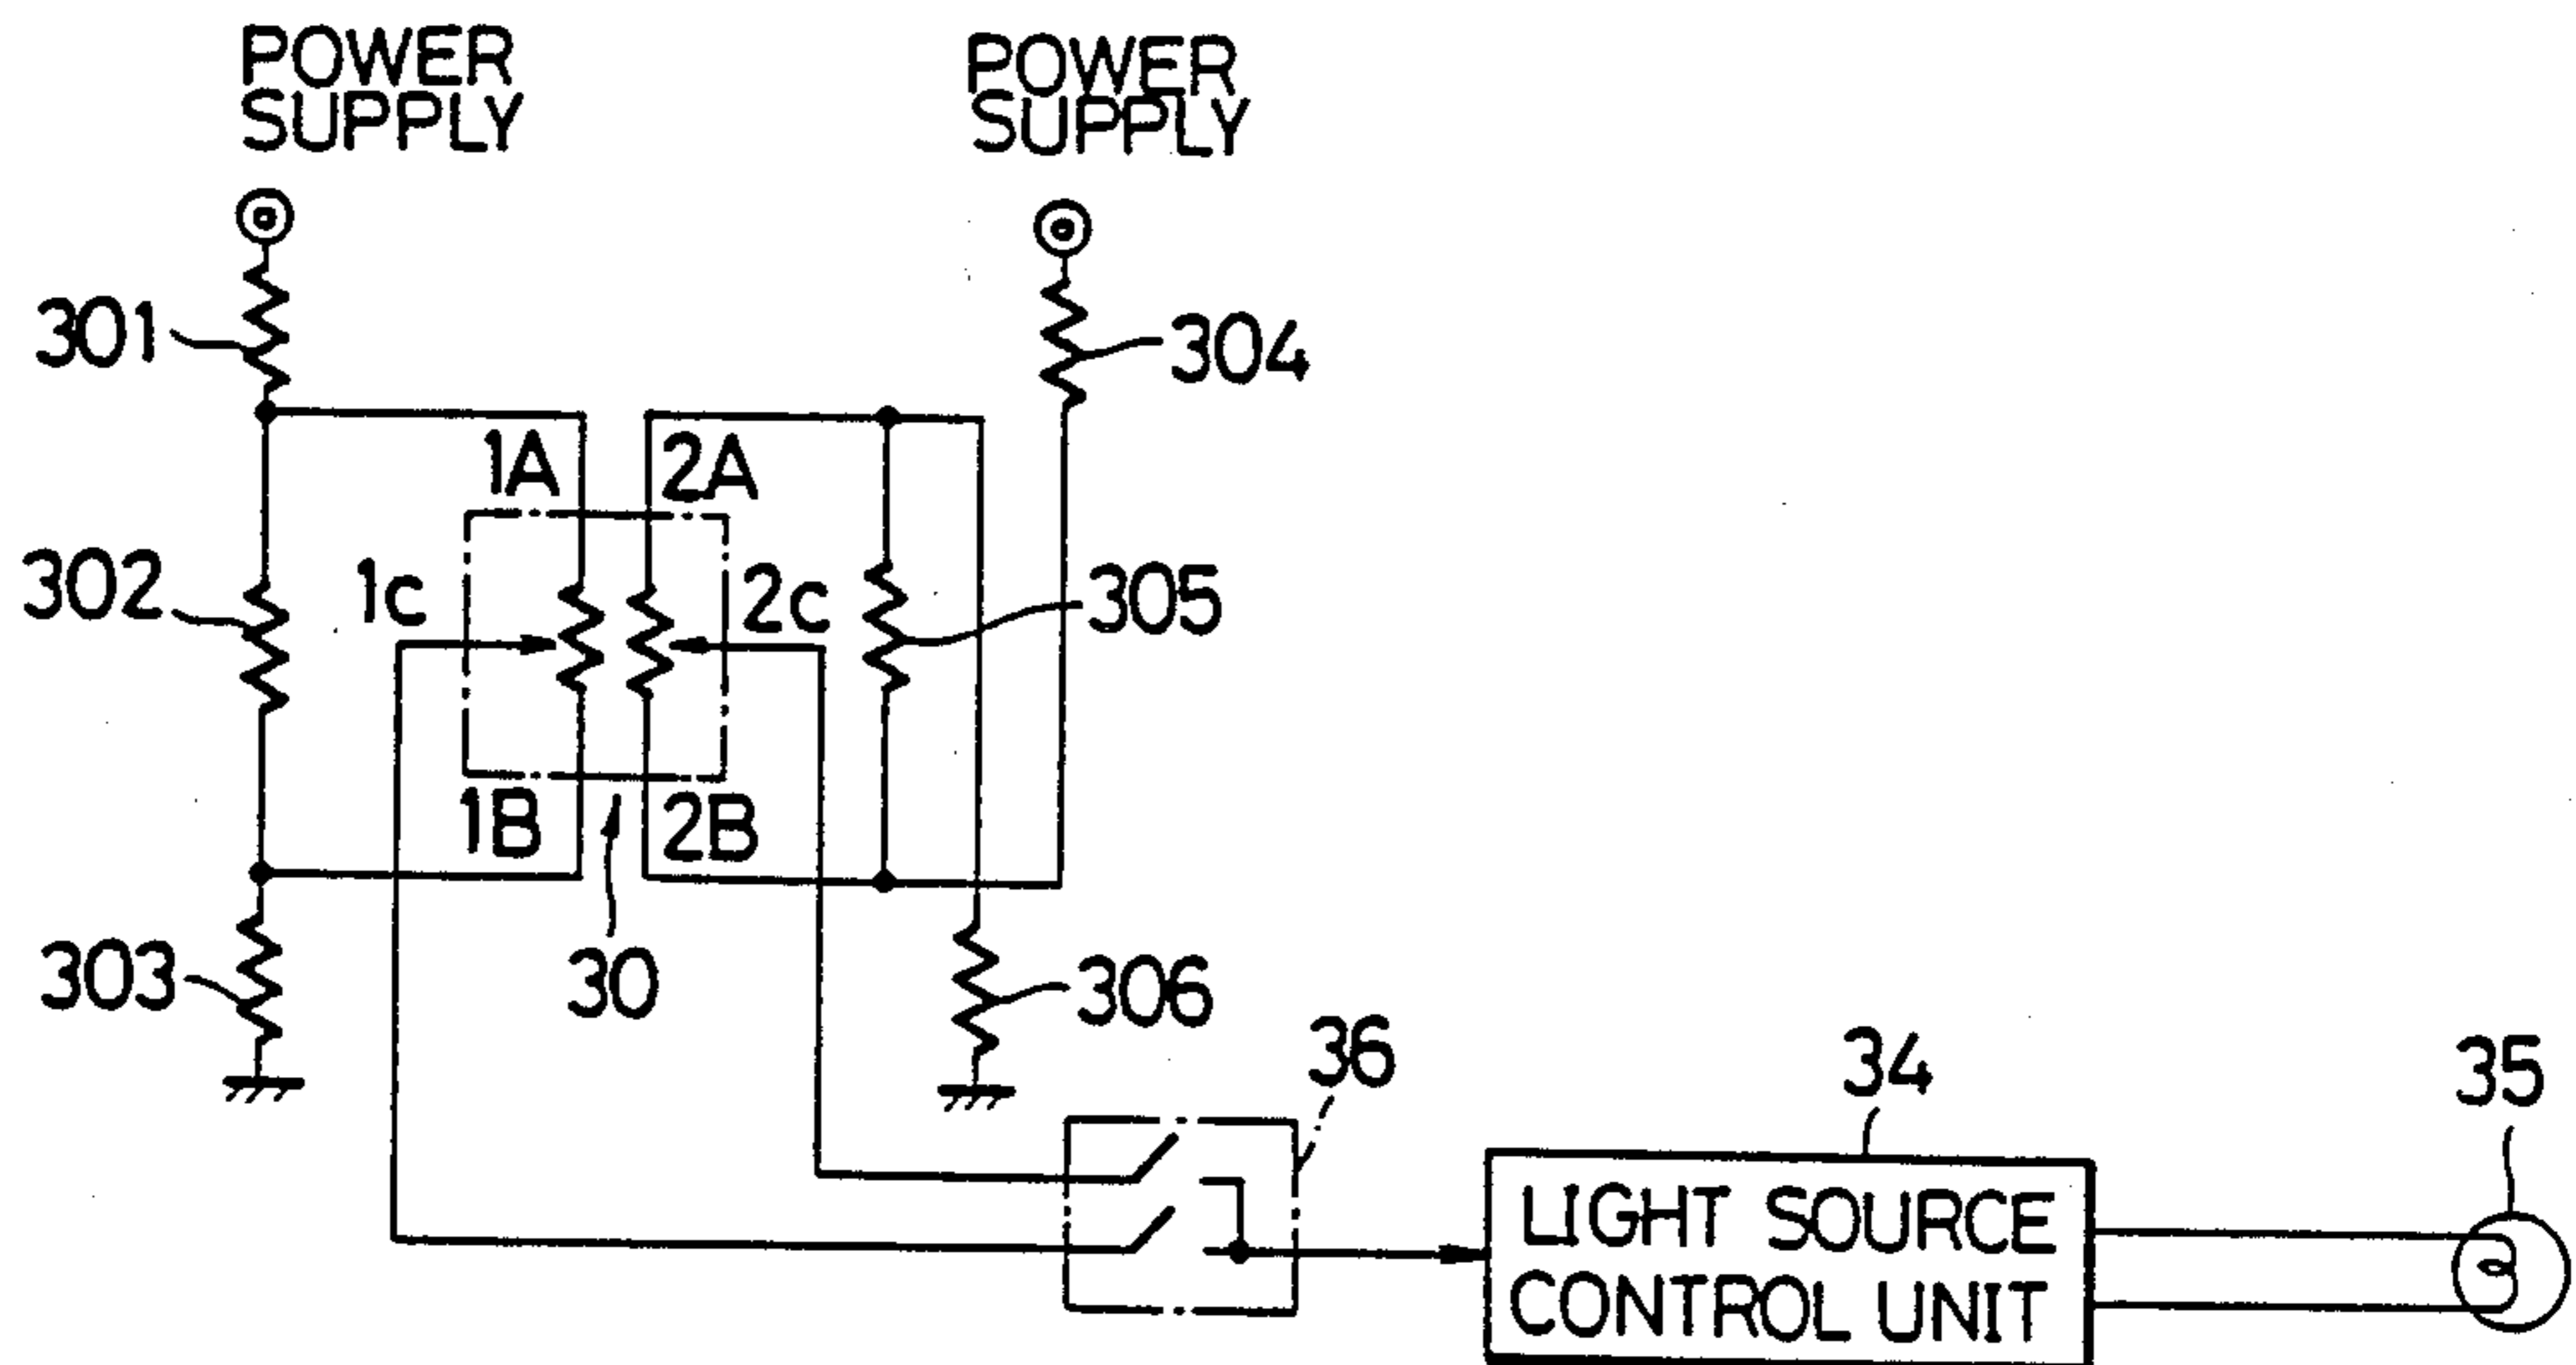 POWER
SUPPLY
POWER
SUPPLY
301
304
1A
2A
302
1c
2c
305
1B
2B
303
30
306
36
34
35
LIGHT SOURCE
CONTROL UNIT